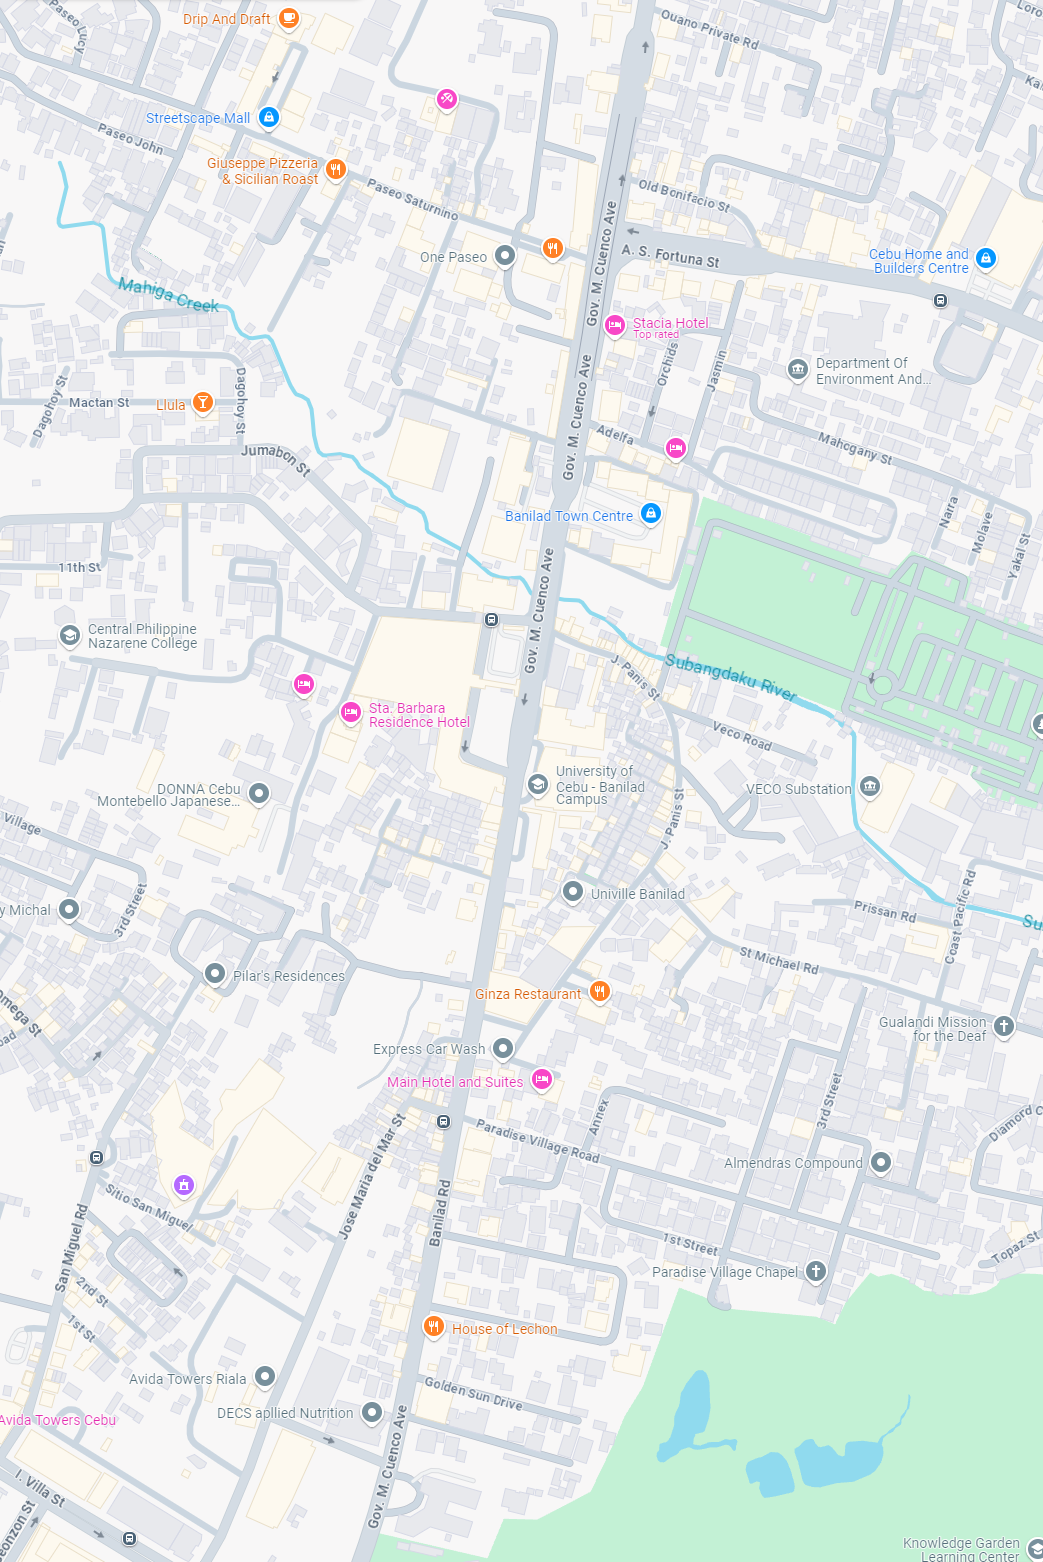 Paseo Lucy
Drip And Draft
Ouano Private Rd
Streetscape Mall
Paseo John
Giuseppe Pizzeria
& Sicilian Roast
Paseo Saturnino
Old Bonifacio St
Gov. M. Cuenco Ave
A. S. Fortuna St
One Paseo
Cebu Home and
Builders Centre
Mahiga Creek
Stacia Hotel
Top rated
Orchids
Jasmin
Department Of
Environment And...
Gov. M. Cuenco Ave
Dagohoy St
Mactan St
Dagohoy St
Llula
Adelfa
Mahogany St
Jumabon St
Banilad Town Centre
Narra
Molave
Yakal St
11th St
Gov. M. Cuenco Ave
Central Philippine
Nazarene College
J. Panis St
Subangdaku River
Sta. Barbara
Residence Hotel
Veco Road
DONNA Cebu
Montebello Japanese...
University of
Cebu - Banilad
Campus
VECO Substation
J. Panis St
Village
3rd Street
y Michal
Univille Banilad
Prissan Rd
Coast Pacific Rd
Su
St Michael Rd
Pilar's Residences
Ginza Restaurant
Omega St
oad
Gualandi Mission
for the Deaf
Express Car Wash
Main Hotel and Suites
3rd Street
Annex
Diamond C
Jose Maria del Mar St
Paradise Village Road
Almendras Compound
Sitio San Miguel
San Miguel Rd
Banilad Rd
1st Street
Topaz St
Paradise Village Chapel
2nd St
1st St
House of Lechon
Avida Towers Riala
Golden Sun Drive
DECS apllied Nutrition
Avida Towers Cebu
Gov. M. Cuenco Ave
I. Villa St
eonzon St
Knowledge Garden
Learning Center